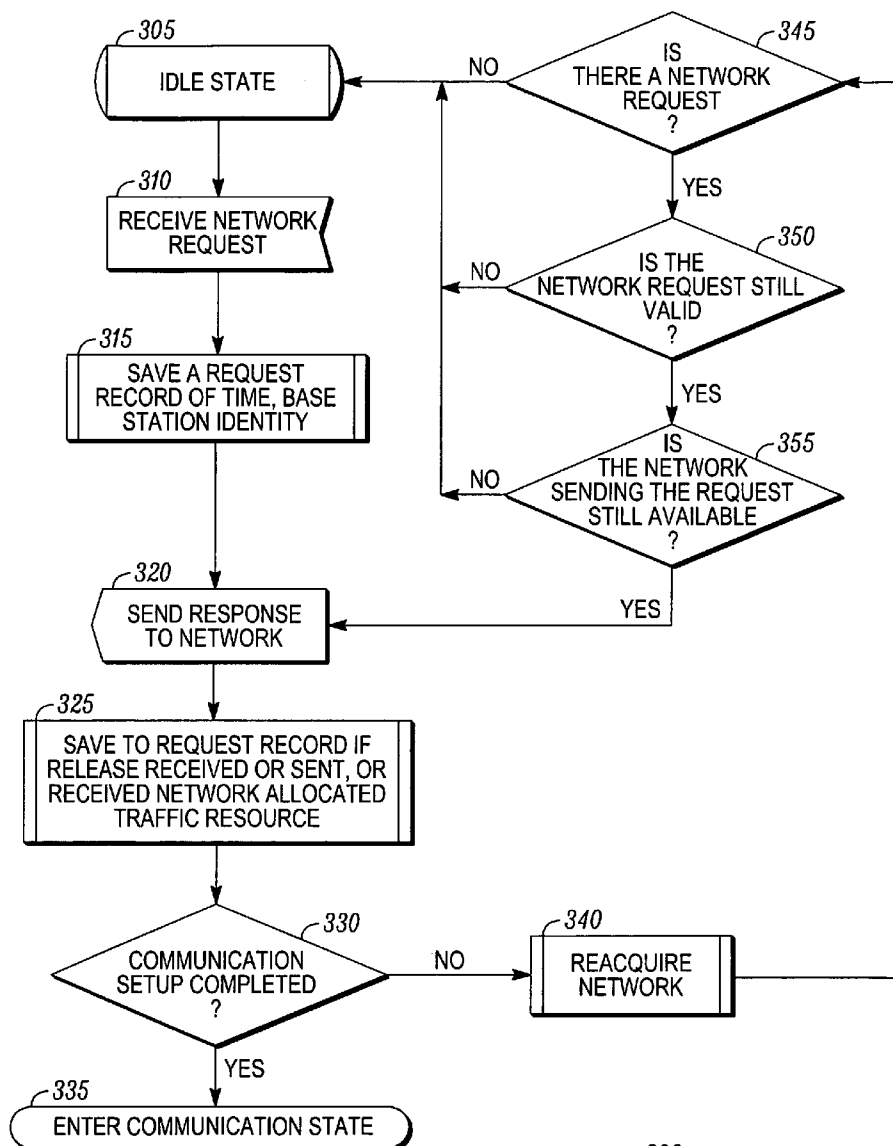 305
IDLE STATE
310
RECEIVE NETWORK
REQUEST
315
SAVE A REQUEST
RECORD OF TIME, BASE
STATION IDENTITY
320
SEND RESPONSE
TO NETWORK
325
SAVE TO REQUEST RECORD IF
RELEASE RECEIVED OR SENT, OR
RECEIVED NETWORK ALLOCATED
TRAFFIC RESOURCE
330
COMMUNICATION
SETUP COMPLETED
?
NO
YES
335
ENTER COMMUNICATION STATE
340
REACQUIRE
NETWORK
345
IS
THERE A NETWORK
REQUEST
?
NO
YES
350
IS THE
NETWORK REQUEST STILL
VALID
?
NO
YES
355
IS
THE NETWORK
SENDING THE REQUEST
STILL AVAILABLE
?
NO
YES